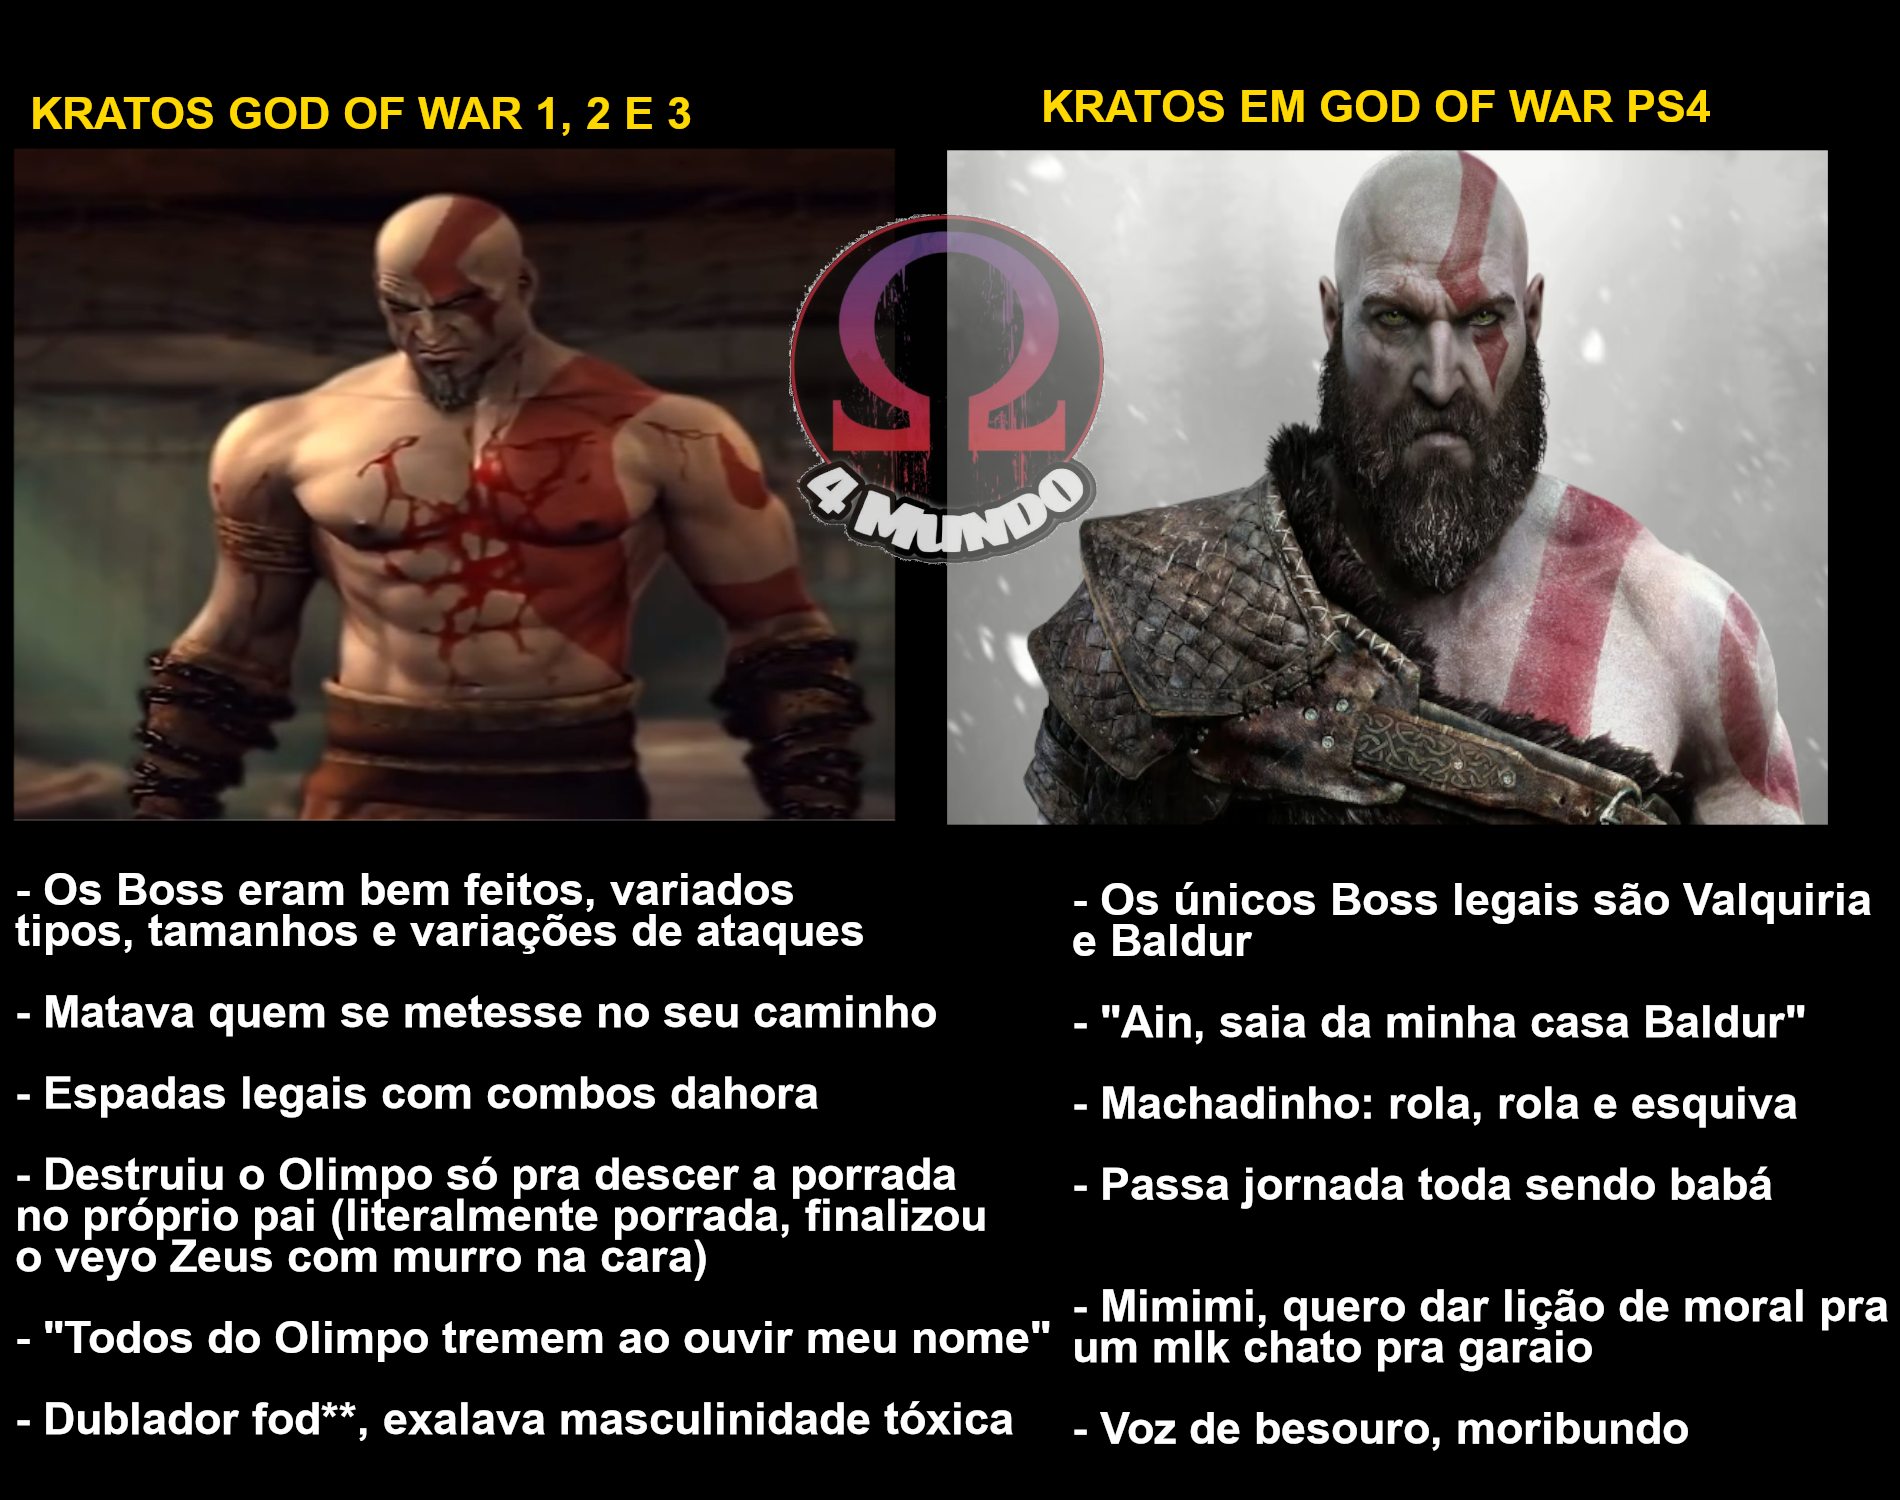 KRATOS GOD OF WAR 1, 2 E 3
KRATOS EM GOD OF WAR PS4
Ω
4 MUNDO
- Os Boss eram bem feitos, variados
tipos, tamanhos e variações de ataques
- Matava quem se metesse no seu caminho
- Espadas legais com combos dahora
- Destruiu o Olimpo só pra descer a porrada
no próprio pai (literalmente porrada, finalizou
o veyo Zeus com murro na cara)
- "Todos do Olimpo tremem ao ouvir meu nome"
- Dublador fod**, exalava masculinidade tóxica
- Os únicos Boss legais são Valquiria
e Baldur
- "Ain, saia da minha casa Baldur"
- Machadinho: rola, rola e esquiva
- Passa jornada toda sendo babá
- Mimimi, quero dar lição de moral pra
um mlk chato pra garaio
- Voz de besouro, moribundo